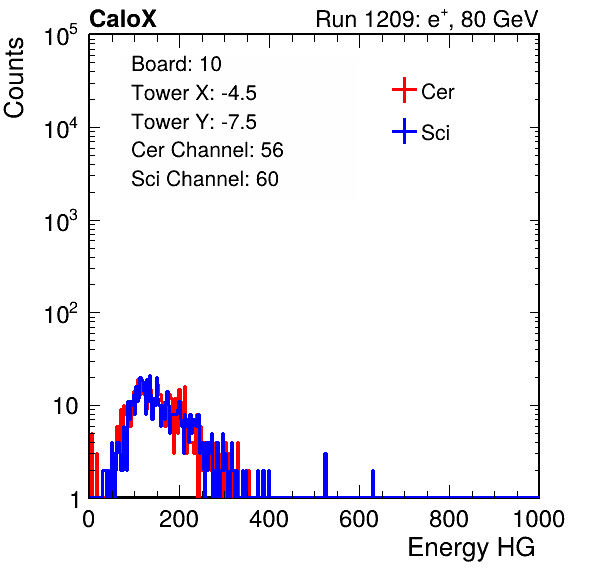 CaloX Run 1209: e⁺, 80 GeV
Counts
Board: 10
Tower X: -4.5
Tower Y: -7.5
Cer Channel: 56
Sci Channel: 60
Cer
Sci
10⁵
10⁴
10³
10²
10
1
0 200 400 600 800 1000
Energy HG